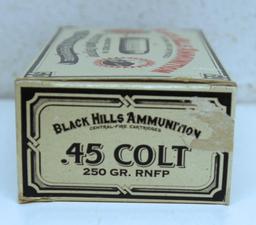 BLACK HILLS AMMUNITION
CENTRAL-FIRE CARTRIDGES
.45 COLT
250 GR. RNFP